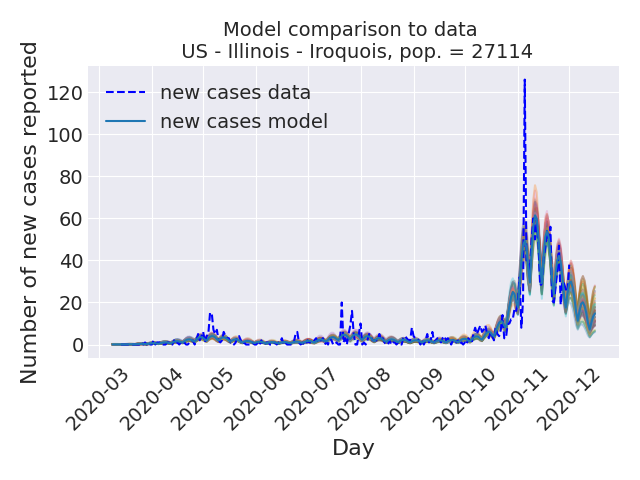 Model comparison to data
US - Illinois - Iroquois, pop. = 27114
Number of new cases reported
120
100
80
60
40
20
0
new cases data
new cases model
2020-03
2020-04
2020-05
2020-06
2020-07
2020-08
2020-09
2020-10
2020-11
2020-12
Day